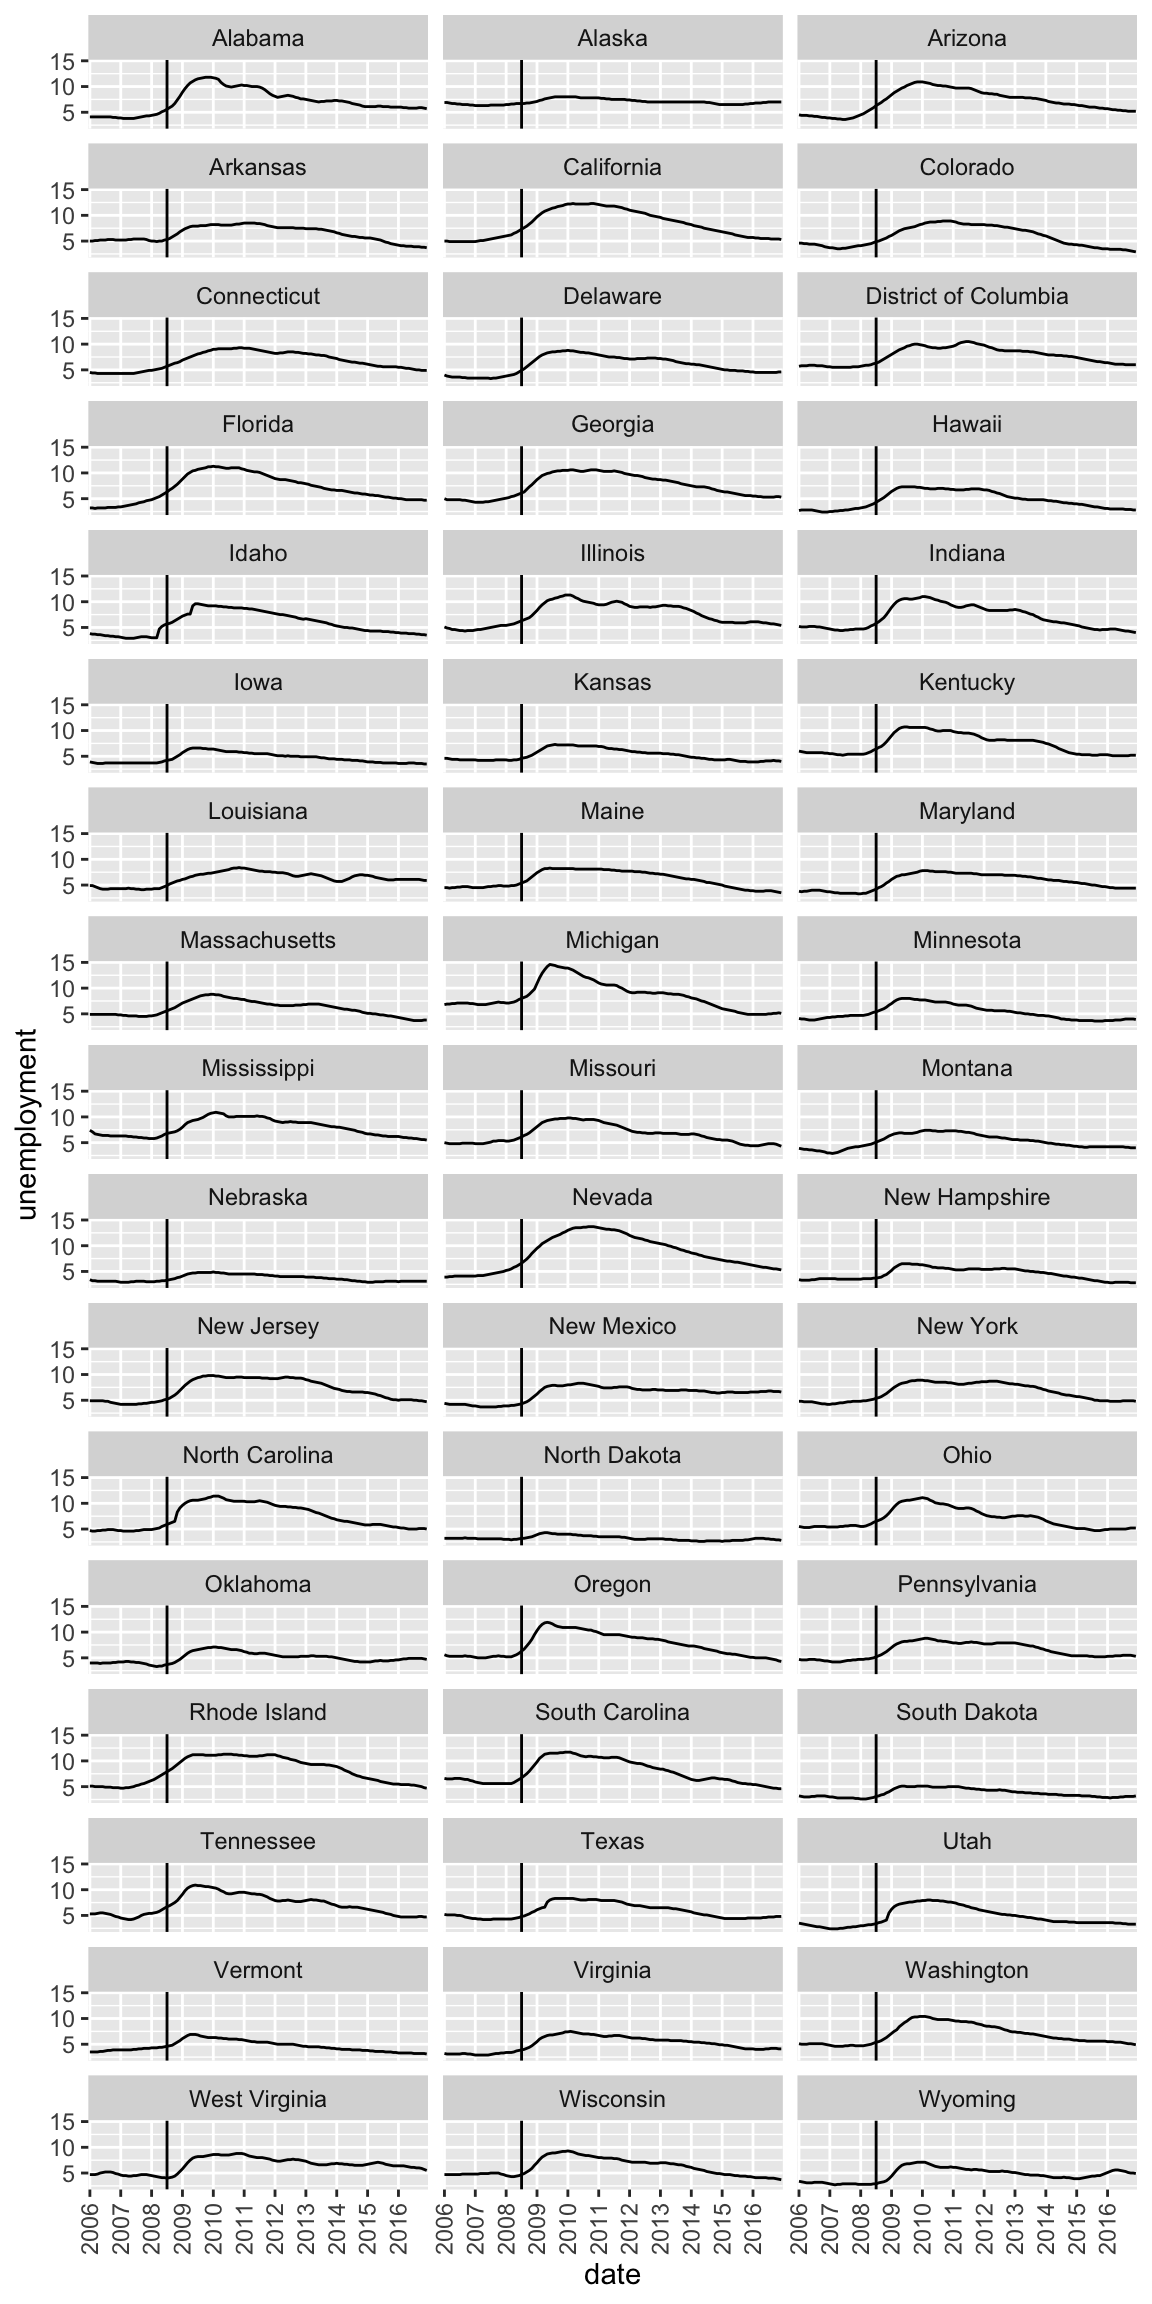 Alabama Alaska Arizona
15
10
5
Arkansas California Colorado
15
10
5
Connecticut Delaware District of Columbia
15
10
5
Florida Georgia Hawaii
15
10
5
Idaho Illinois Indiana
15
10
5
Iowa Kansas Kentucky
15
10
5
Louisiana Maine Maryland
15
10
5
Massachusetts Michigan Minnesota
15
10
5
Mississippi Missouri Montana
15
10
5
unemployment
Nebraska Nevada New Hampshire
15
10
5
New Jersey New Mexico New York
15
10
5
North Carolina North Dakota Ohio
15
10
5
Oklahoma Oregon Pennsylvania
15
10
5
Rhode Island South Carolina South Dakota
15
10
5
Tennessee Texas Utah
15
10
5
Vermont Virginia Washington
15
10
5
West Virginia Wisconsin Wyoming
15
10
5
2006 2007 2008 2009 2010 2011 2012 2013 2014 2015 2016 2006 2007 2008 2009 2010 2011 2012 2013 2014 2015 2016 2006 2007 2008 2009 2010 2011 2012 2013 2014 2015 2016
date